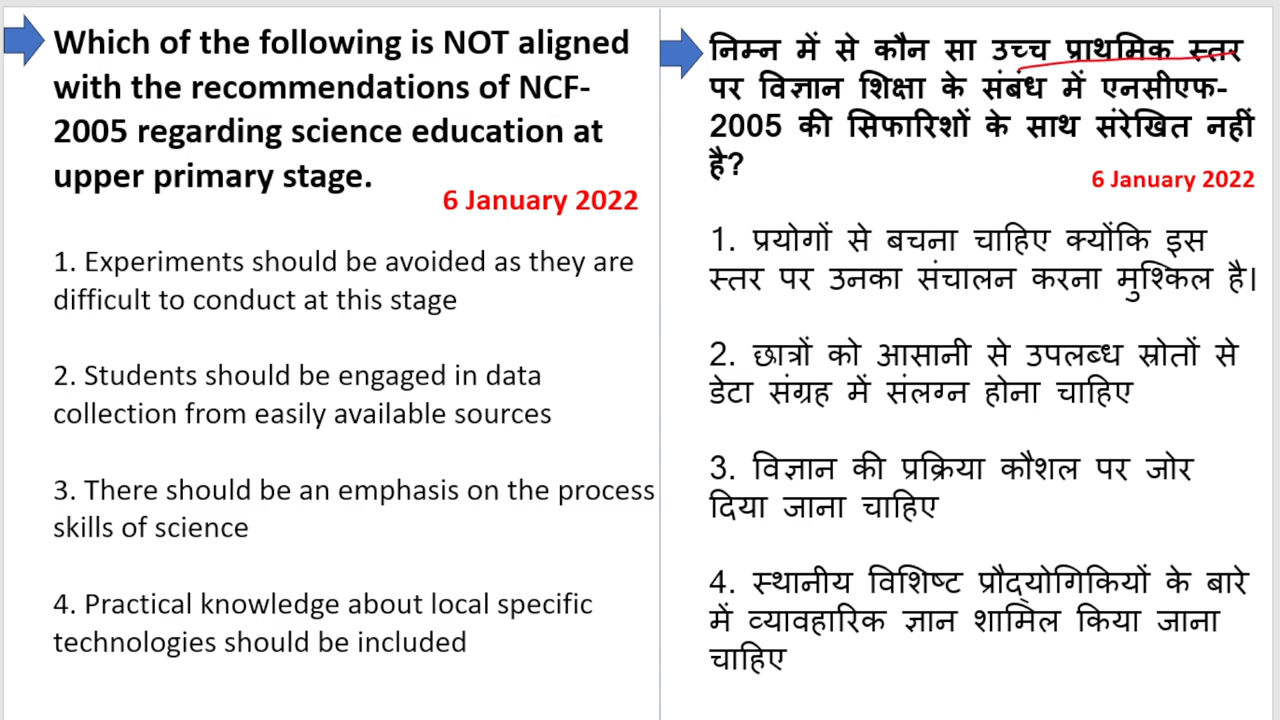 Which of the following is NOT aligned
with the recommendations of NCF-
2005 regarding science education at
upper primary stage.
6 January 2022
1. Experiments should be avoided as they are
difficult to conduct at this stage
2. Students should be engaged in data
collection from easily available sources
3. There should be an emphasis on the process
skills of science
4. Practical knowledge about local specific
technologies should be included
निम्न में से कौन सा उच्च प्राथमिक स्तर
पर विज्ञान शिक्षा के संबंध में एनसीएफ-
2005 की सिफारिशों के साथ संरेखित नहीं
है?
6 January 2022
1. प्रयोगों से बचना चाहिए क्योंकि इस
स्तर पर उनका संचालन करना मुश्किल है।
2. छात्रों को आसानी से उपलब्ध स्रोतों से
डेटा संग्रह में संलग्न होना चाहिए
3. विज्ञान की प्रक्रिया कौशल पर जोर
दिया जाना चाहिए
4. स्थानीय विशिष्ट प्रौद्योगिकियों के बारे
में व्यावहारिक ज्ञान शामिल किया जाना
चाहिए